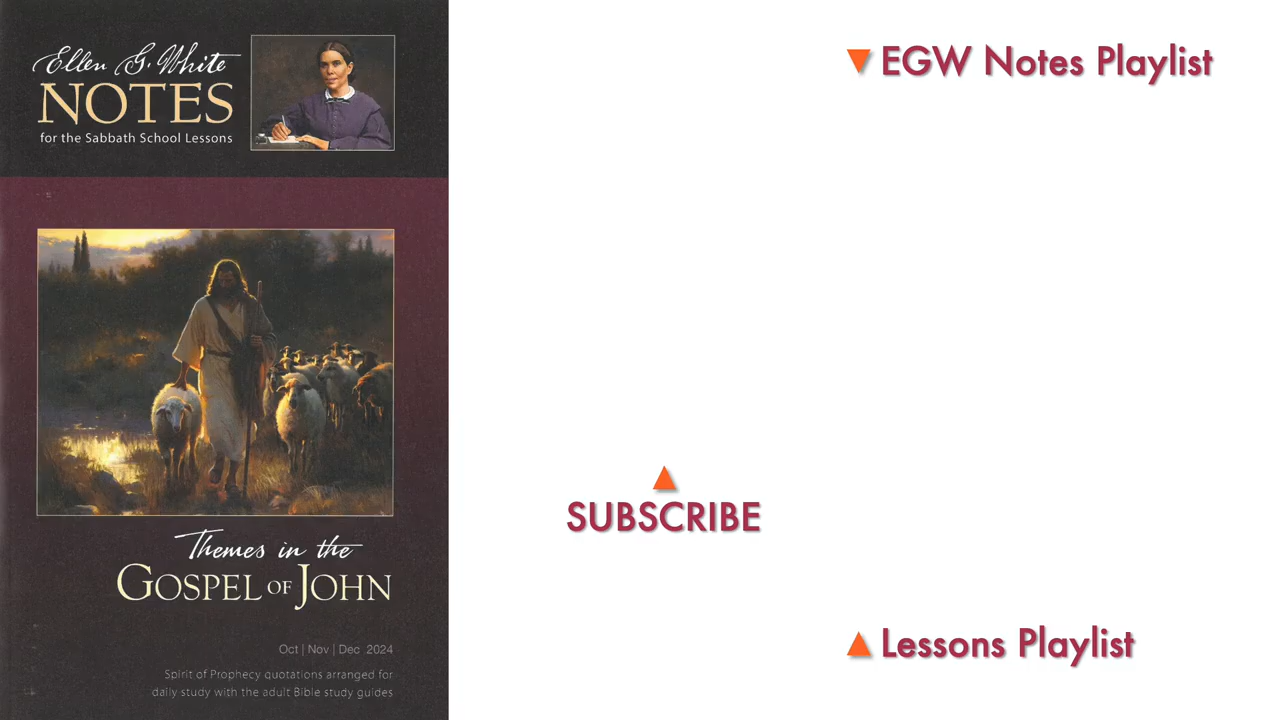 Ellen G. White
NOTES
for the Sabbath School Lessons
Themes in the
GOSPEL OF JOHN
Oct | Nov | Dec 2024
Spirit of Prophecy quotations arranged for
daily study with the adult Bible study guides
EGW Notes Playlist
SUBSCRIBE
Lessons Playlist